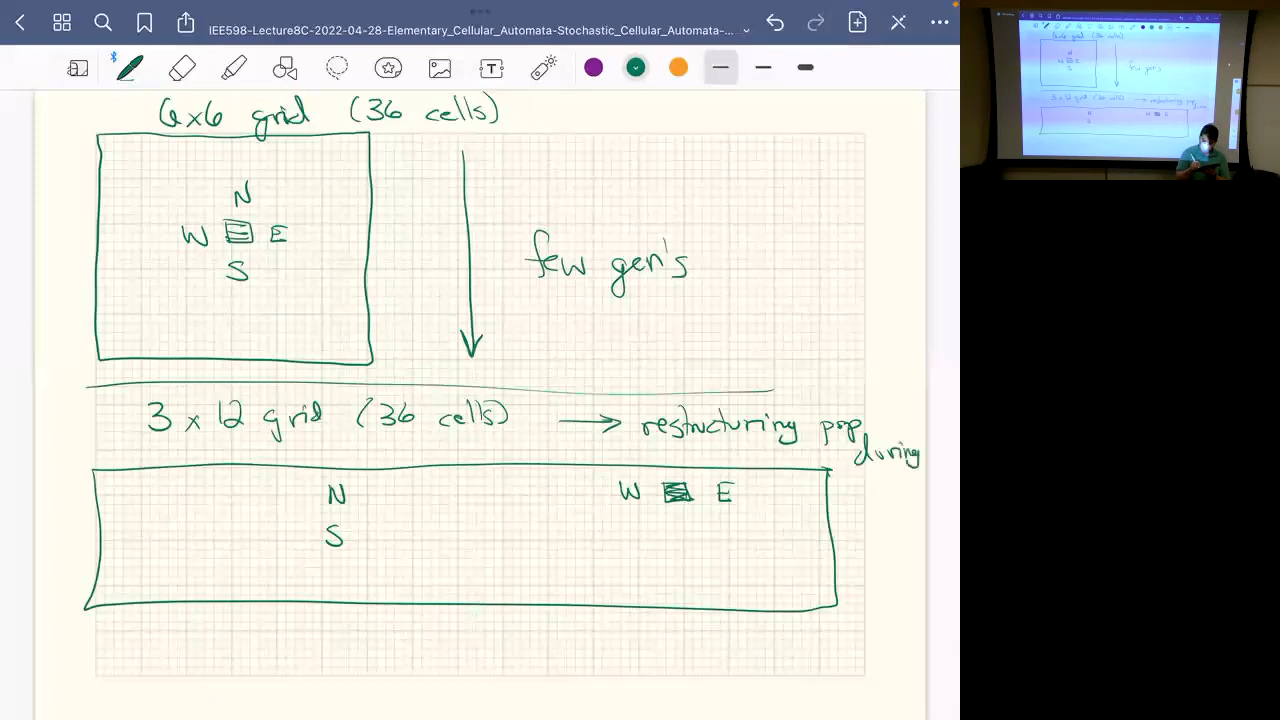 IEE598-Lecture8C-2022-04-28-Elementary_Cellular_Automata-Stochastic_Cellular_Automata-...
6x6 grid (36 cells)
N
W E
S
few gen's
3 x 12 grid (36 cells) → restructuring pop
during
N W E
S